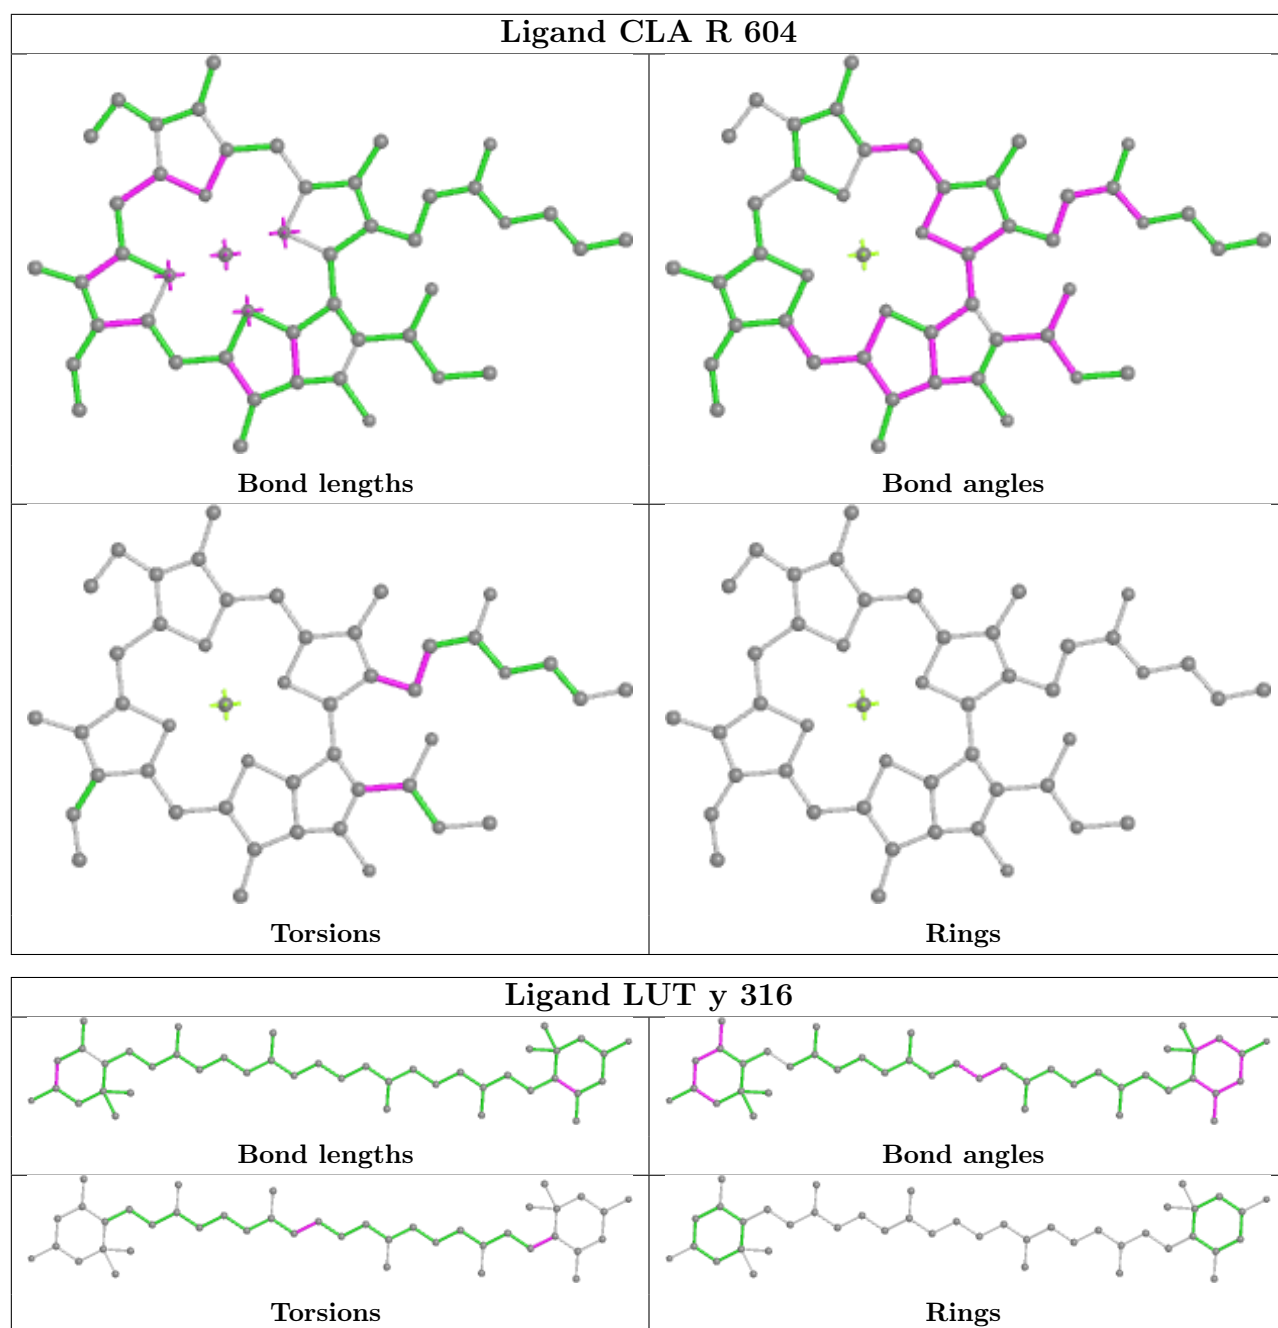 Ligand CLA R 604
Bond lengths
Bond angles
Torsions
Rings
Ligand LUT y 316
Bond lengths
Bond angles
Torsions
Rings